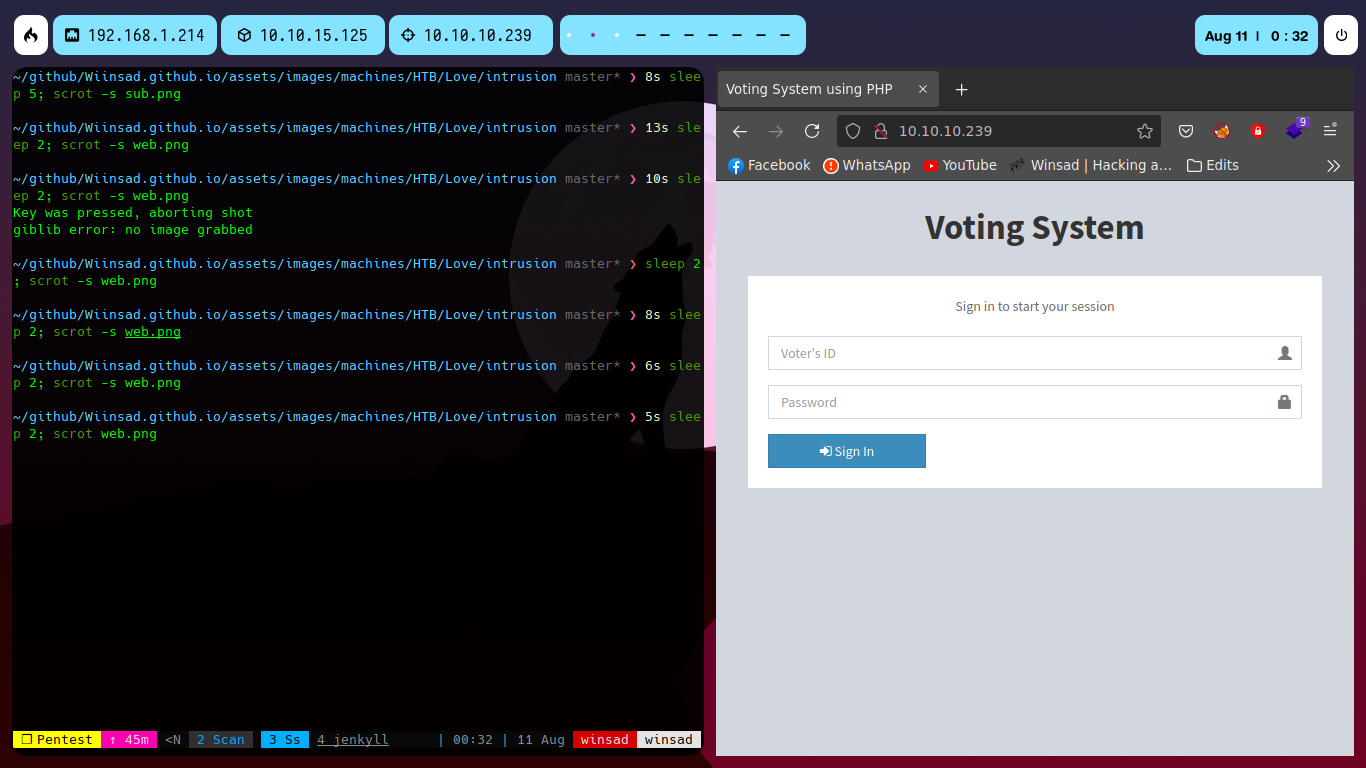 192.168.1.214
10.10.15.125
10.10.10.239
Aug 11 | 0 : 32
~/github/Wiinsad.github.io/assets/images/machines/HTB/Love/intrusion master* ❯ 8s slee
p 5; scrot -s sub.png
~/github/Wiinsad.github.io/assets/images/machines/HTB/Love/intrusion master* ❯ 13s sle
ep 2; scrot -s web.png
~/github/Wiinsad.github.io/assets/images/machines/HTB/Love/intrusion master* ❯ 10s sle
ep 2; scrot -s web.png
Key was pressed, aborting shot
giblib error: no image grabbed
~/github/Wiinsad.github.io/assets/images/machines/HTB/Love/intrusion master* ❯ sleep 2
; scrot -s web.png
~/github/Wiinsad.github.io/assets/images/machines/HTB/Love/intrusion master* ❯ 8s slee
p 2; scrot -s web.png
~/github/Wiinsad.github.io/assets/images/machines/HTB/Love/intrusion master* ❯ 6s slee
p 2; scrot -s web.png
~/github/Wiinsad.github.io/assets/images/machines/HTB/Love/intrusion master* ❯ 5s slee
p 2; scrot web.png
❐ Pentest ↑ 45m <N 2 Scan 3 Ss 4 jenkyll | 00:32 | 11 Aug winsad winsad
Voting System using PHP
10.10.10.239
9
Facebook WhatsApp YouTube Winsad | Hacking a… Edits
Voting System
Sign in to start your session
Voter's ID
Password
Sign In